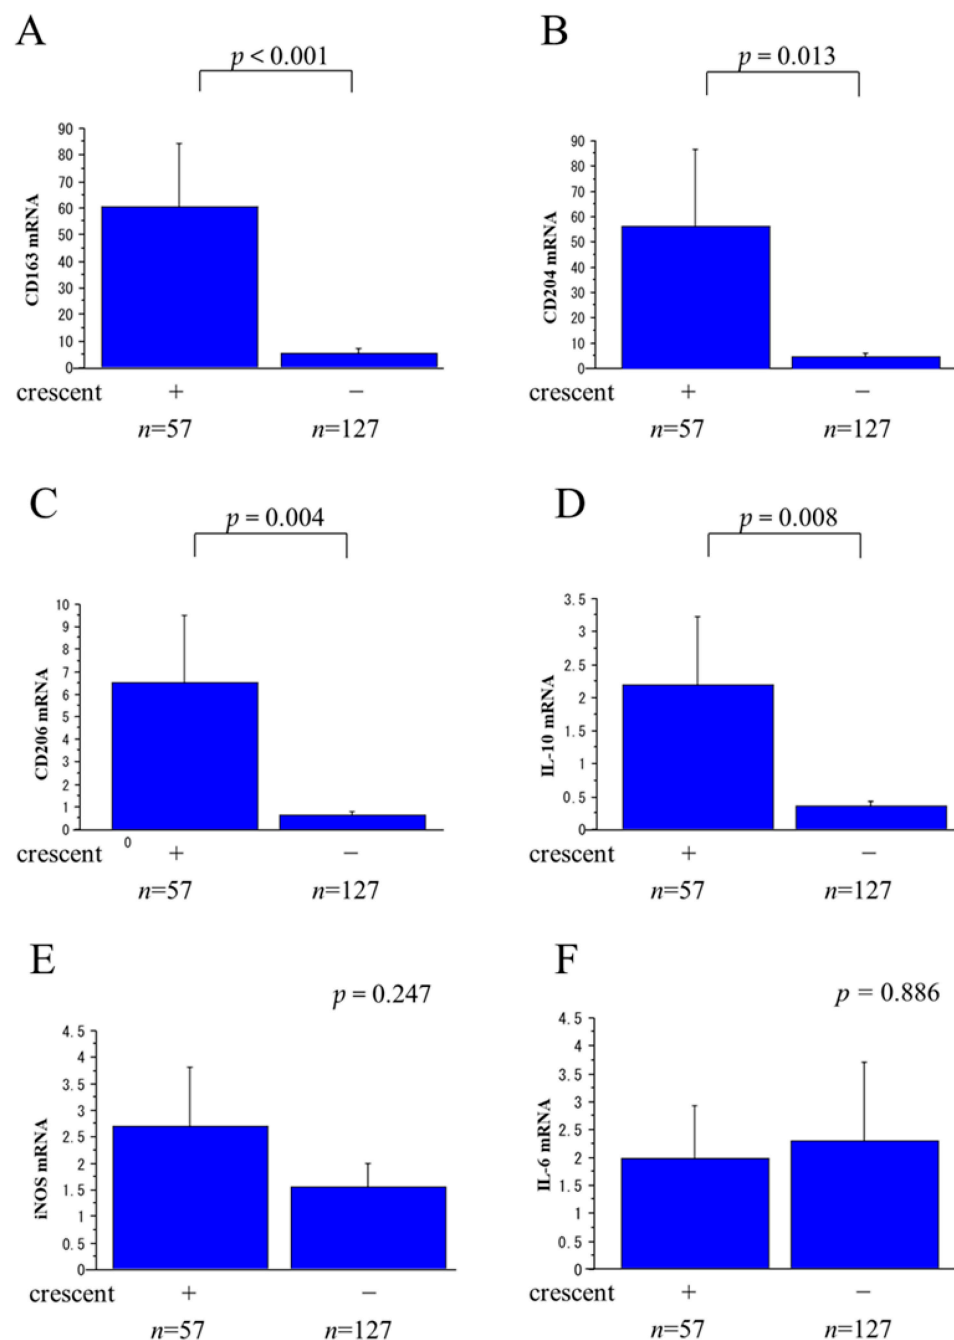 A
p < 0.001
CD163 mRNA
90
80
70
60
50
40
30
20
10
0
crescent + −
n=57 n=127
B
p = 0.013
CD204 mRNA
90
80
70
60
50
40
30
20
10
0
+ −
n=57 n=127
C
p = 0.004
CD206 mRNA
10
9
8
7
6
5
4
3
2
1
0
0
crescent + −
n=57 n=127
D
p = 0.008
IL-10 mRNA
3.5
3
2.5
2
1.5
1
0.5
0
crescent + −
n=57 n=127
E
p = 0.247
iNOS mRNA
4.5
4
3.5
3
2.5
2
1.5
1
0.5
0
crescent + −
n=57 n=127
F
p = 0.886
IL-6 mRNA
4.5
4
3.5
3
2.5
2
1.5
1
0.5
0
crescent + −
n=57 n=127